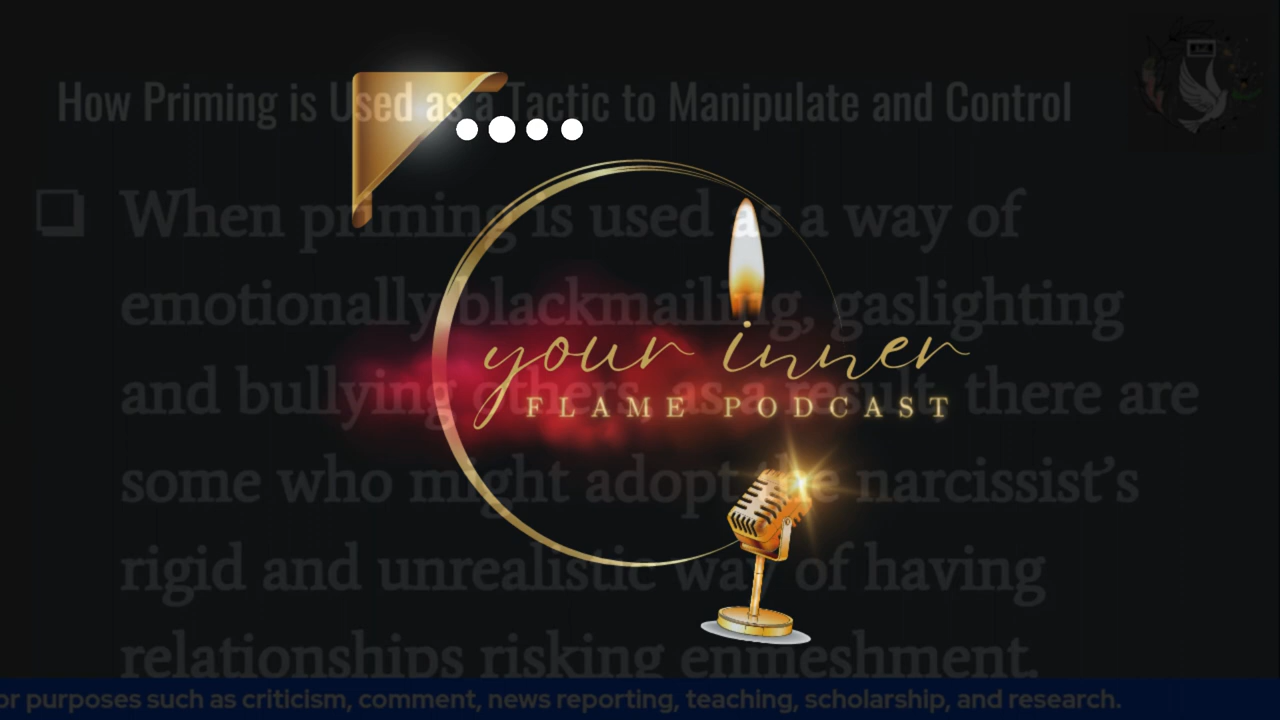 How Priming is Used as a Tactic to Manipulate and Control
When priming is used as a way of
emotionally blackmailing, gaslighting
and bullying others, as a result, there are
some who might adopt the narcissist’s
rigid and unrealistic way of having
relationships risking enmeshment.
your inner
FLAME PODCAST
or purposes such as criticism, comment, news reporting, teaching, scholarship, and research.